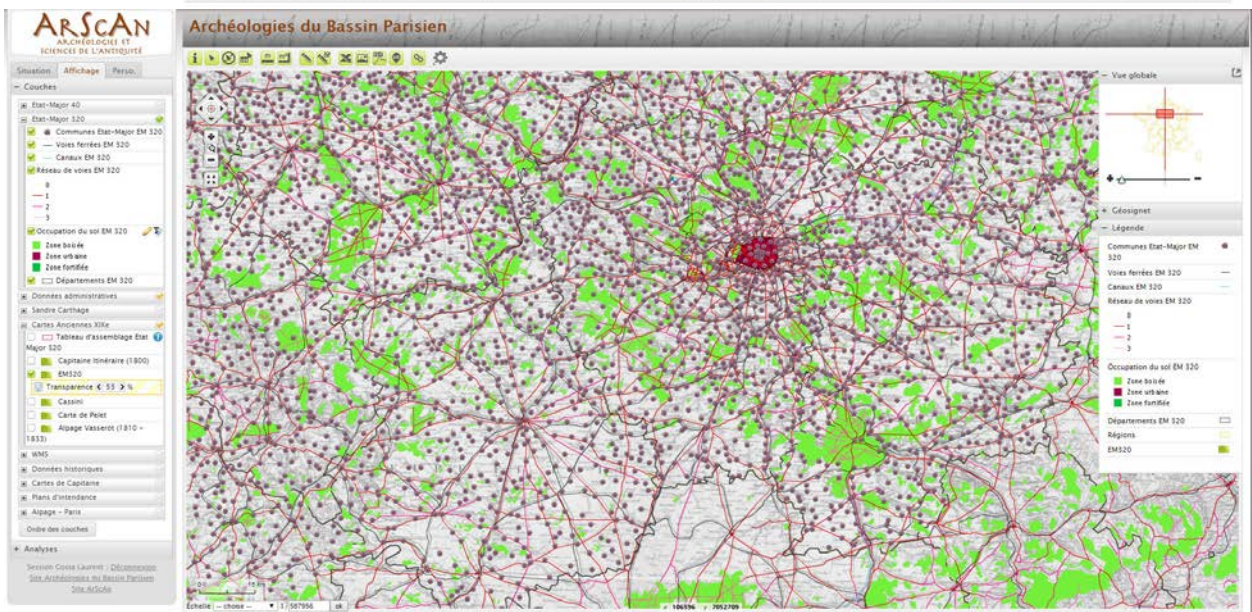 ARSCAN
ARCHÉOLOGIES ET
SCIENCES DE L'ANTIQUITÉ
Archéologies du Bassin Parisien
Situation
Affichage
Perso.
Couches
Etat-Major 40
Etat-Major 320
Communes Etat-Major EM 320
Voies ferrées EM 320
Canaux EM 320
Réseau de voies EM 320
0
1
2
3
Occupation du sol EM 320
Zone boisée
Zone urbaine
Zone fortifiée
Départements EM 320
Données administratives
Sandre Carthage
Cartes Anciennes XIXe
Tableau d'assemblage Etat
Major 320
Capitaine Itinéraire (1800)
EM320
Transparence < 55 > %
Cassini
Carte de Pelet
Alpage Vasserot (1810 -
1833)
WMS
Données historiques
Cartes de Capitaine
Plans d'intendance
Alpage - Paris
Ordre des couches
+ Analyses
Session Costa Laurent : Déconnexion
Site Archéologies du Bassin Parisien
Site ArScAn
Echelle -- choisir -- 1 587956 ok
x 106596 y 7052709
Vue globale
+ Géosignet
Légende
Communes Etat-Major EM
320
Voies ferrées EM 320
Canaux EM 320
Réseau de voies EM 320
0
1
2
3
Occupation du sol EM 320
Zone boisée
Zone urbaine
Zone fortifiée
Départements EM 320
Régions
EM320